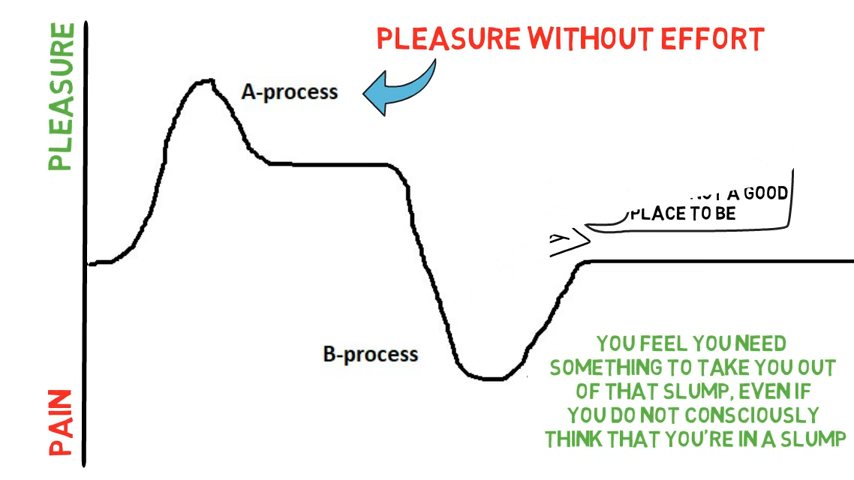 PLEASURE
PLEASURE WITHOUT EFFORT
A-process
A GOOD
PLACE TO BE
B-process
PAIN
YOU FEEL YOU NEED
SOMETHING TO TAKE YOU OUT
OF THAT SLUMP, EVEN IF
YOU DO NOT CONSCIOUSLY
THINK THAT YOU'RE IN A SLUMP